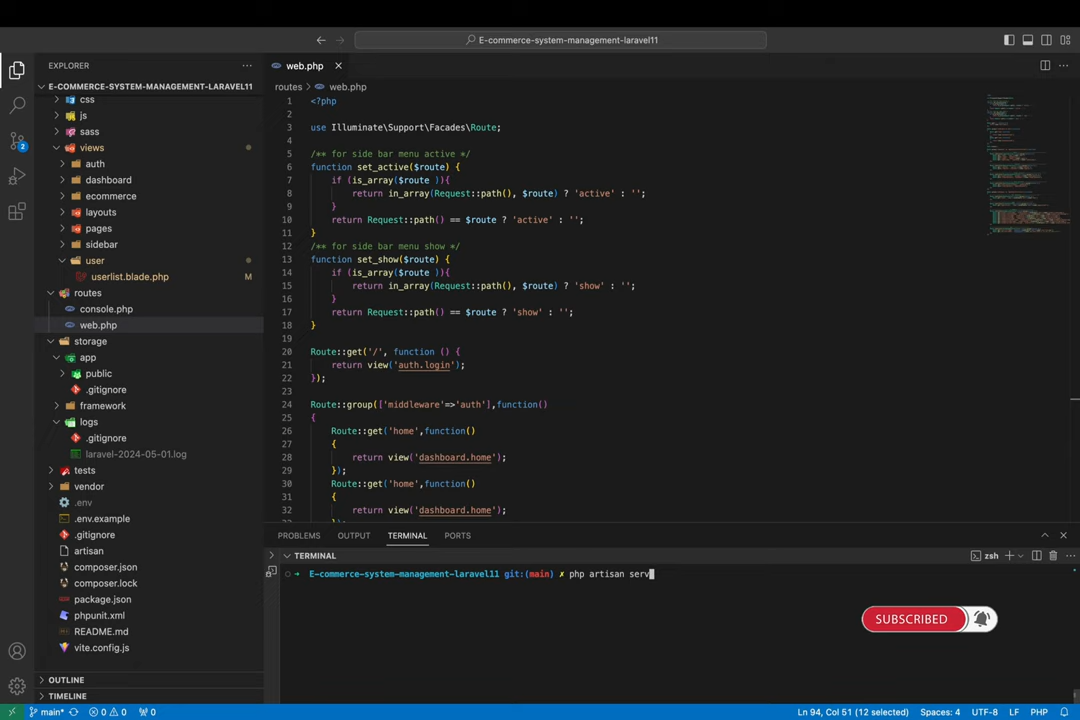 E-commerce-system-management-laravel11
EXPLORER
E-COMMERCE-SYSTEM-MANAGEMENT-LARAVEL11
css
js
sass
views
auth
dashboard
ecommerce
layouts
pages
sidebar
user
userlist.blade.php M
routes
console.php
web.php
storage
app
public
.gitignore
framework
logs
.gitignore
laravel-2024-05-01.log
tests
vendor
.env
.env.example
.gitignore
artisan
composer.json
composer.lock
package.json
phpunit.xml
README.md
vite.config.js
OUTLINE
TIMELINE
2
web.php
routes > web.php
1 <?php
2
3 use Illuminate\Support\Facades\Route;
4
5 /** for side bar menu active */
6 function set_active($route) {
7 if (is_array($route )){
8 return in_array(Request::path(), $route) ? 'active' : '';
9 }
10 return Request::path() == $route ? 'active' : '';
11 }
12 /** for side bar menu show */
13 function set_show($route) {
14 if (is_array($route )){
15 return in_array(Request::path(), $route) ? 'show' : '';
16 }
17 return Request::path() == $route ? 'show' : '';
18 }
19
20 Route::get('/', function () {
21 return view('auth.login');
22 });
23
24 Route::group(['middleware'=>'auth'],function()
25 {
26 Route::get('home',function()
27 {
28 return view('dashboard.home');
29 });
30 Route::get('home',function()
31 {
32 return view('dashboard.home');
PROBLEMS OUTPUT TERMINAL PORTS
TERMINAL zsh
E-commerce-system-management-laravel11 git:(main) ✗ php artisan serv
SUBSCRIBED
main* 0 0 0 Ln 94, Col 51 (12 selected) Spaces: 4 UTF-8 LF PHP